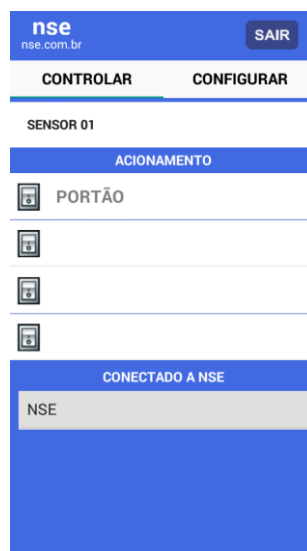 nse
nse.com.br
SAIR
CONTROLAR CONFIGURAR
SENSOR 01
ACIONAMENTO
PORTÃO
CONECTADO A NSE
NSE